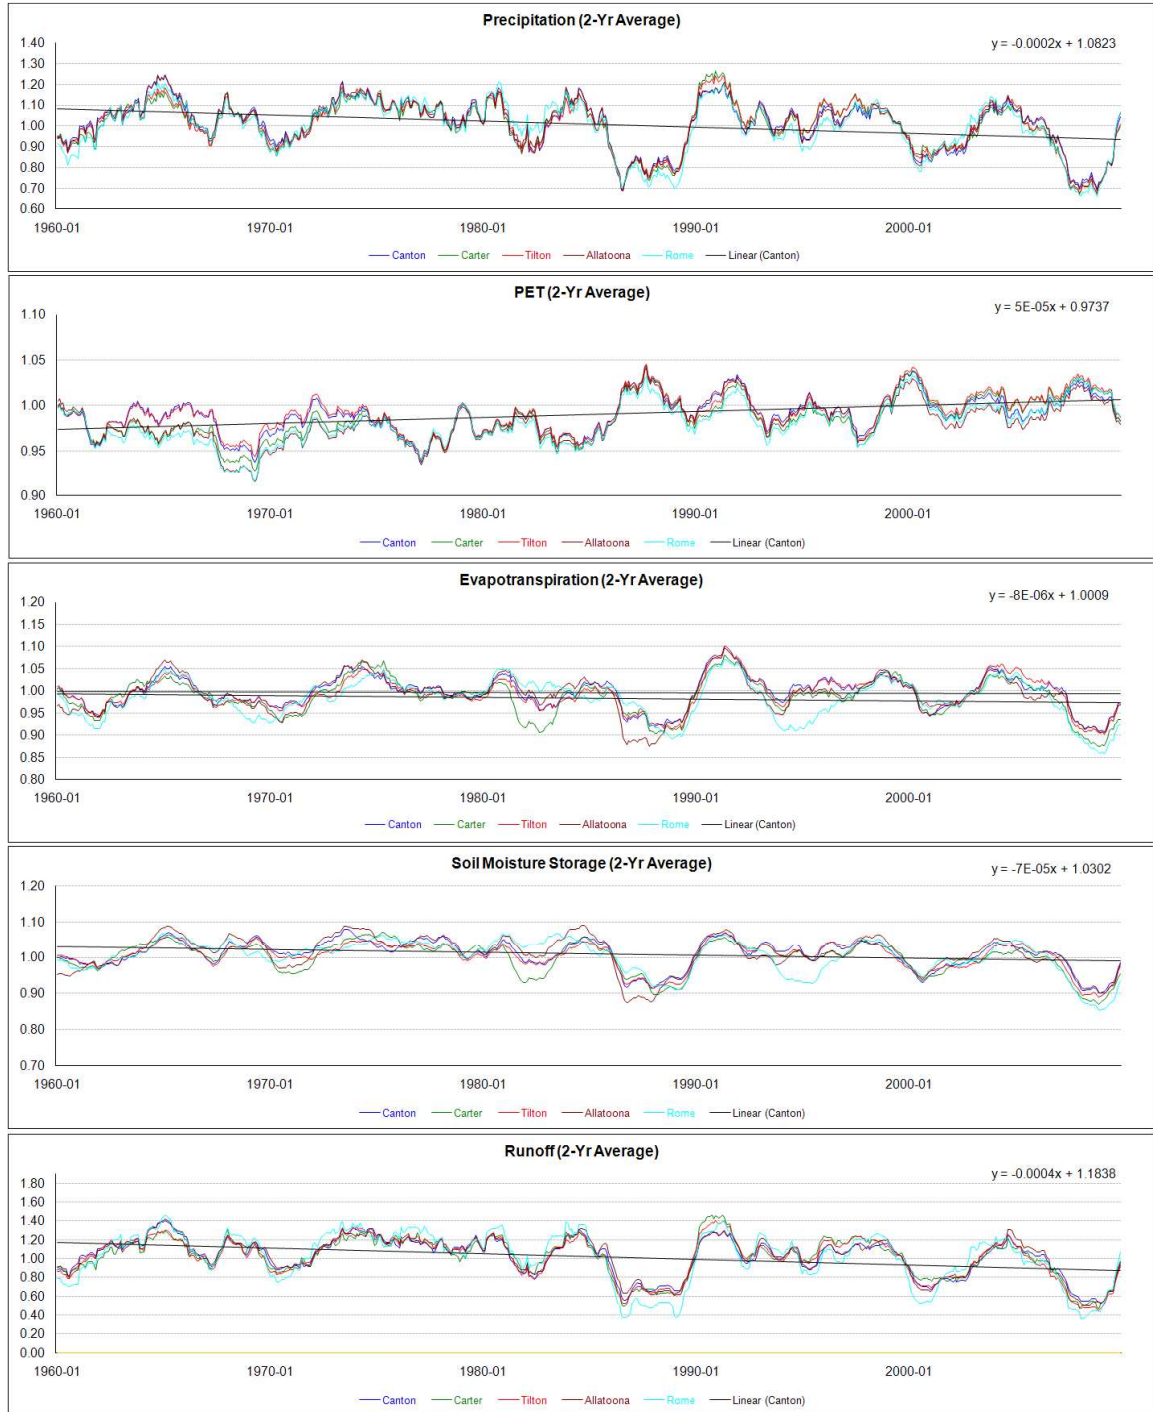 Precipitation (2-Yr Average)
y = -0.0002x + 1.0823
1.40
1.30
1.20
1.10
1.00
0.90
0.80
0.70
0.60
1960-01 1970-01 1980-01 1990-01 2000-01
Canton Carter Tilton Allatoona Rome Linear (Canton)
PET (2-Yr Average)
y = 5E-05x + 0.9737
1.10
1.05
1.00
0.95
0.90
1960-01 1970-01 1980-01 1990-01 2000-01
Canton Carter Tilton Allatoona Rome Linear (Canton)
Evapotranspiration (2-Yr Average)
y = -8E-06x + 1.0009
1.20
1.15
1.10
1.05
1.00
0.95
0.90
0.85
0.80
1960-01 1970-01 1980-01 1990-01 2000-01
Canton Carter Tilton Allatoona Rome Linear (Canton)
Soil Moisture Storage (2-Yr Average)
y = -7E-05x + 1.0302
1.20
1.10
1.00
0.90
0.80
0.70
1960-01 1970-01 1980-01 1990-01 2000-01
Canton Carter Tilton Allatoona Rome Linear (Canton)
Runoff (2-Yr Average)
y = -0.0004x + 1.1838
1.80
1.60
1.40
1.20
1.00
0.80
0.60
0.40
0.20
0.00
1960-01 1970-01 1980-01 1990-01 2000-01
Canton Carter Tilton Allatoona Rome Linear (Canton)